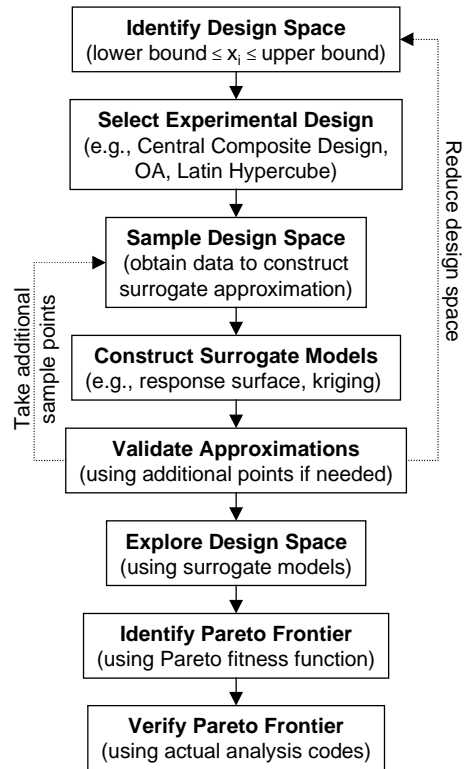 Identify Design Space
(lower bound ≤ xi ≤ upper bound)
Select Experimental Design
(e.g., Central Composite Design,
OA, Latin Hypercube)
Sample Design Space
(obtain data to construct
surrogate approximation)
Construct Surrogate Models
(e.g., response surface, kriging)
Validate Approximations
(using additional points if needed)
Explore Design Space
(using surrogate models)
Identify Pareto Frontier
(using Pareto fitness function)
Verify Pareto Frontier
(using actual analysis codes)
Take additional
sample points
Reduce design space